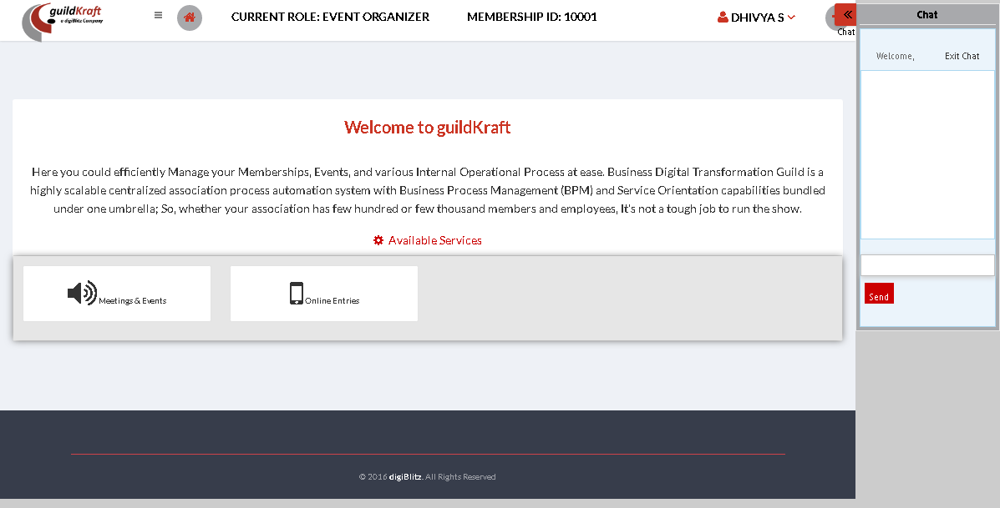 guildKraft
a digiBlitz Company
CURRENT ROLE: EVENT ORGANIZER
MEMBERSHIP ID: 10001
DHIVYA S
Chat
Chat
Welcome,
Exit Chat
Welcome to guildKraft
Here you could efficiently Manage your Memberships, Events, and various Internal Operational Process at ease. Business Digital Transformation Guild is a
highly scalable centralized association process automation system with Business Process Management (BPM) and Service Orientation capabilities bundled
under one umbrella; So, whether your association has few hundred or few thousand members and employees, It's not a tough job to run the show.
Available Services
Meetings & Events
Online Entries
Send
© 2016 digiBlitz. All Rights Reserved